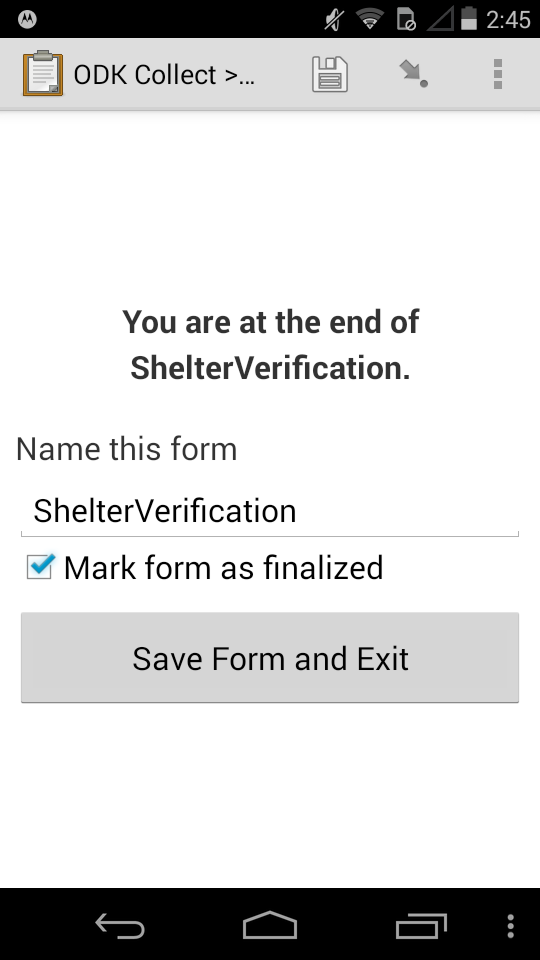 2:45
ODK Collect >...
You are at the end of
ShelterVerification.
Name this form
ShelterVerification
Mark form as finalized
Save Form and Exit